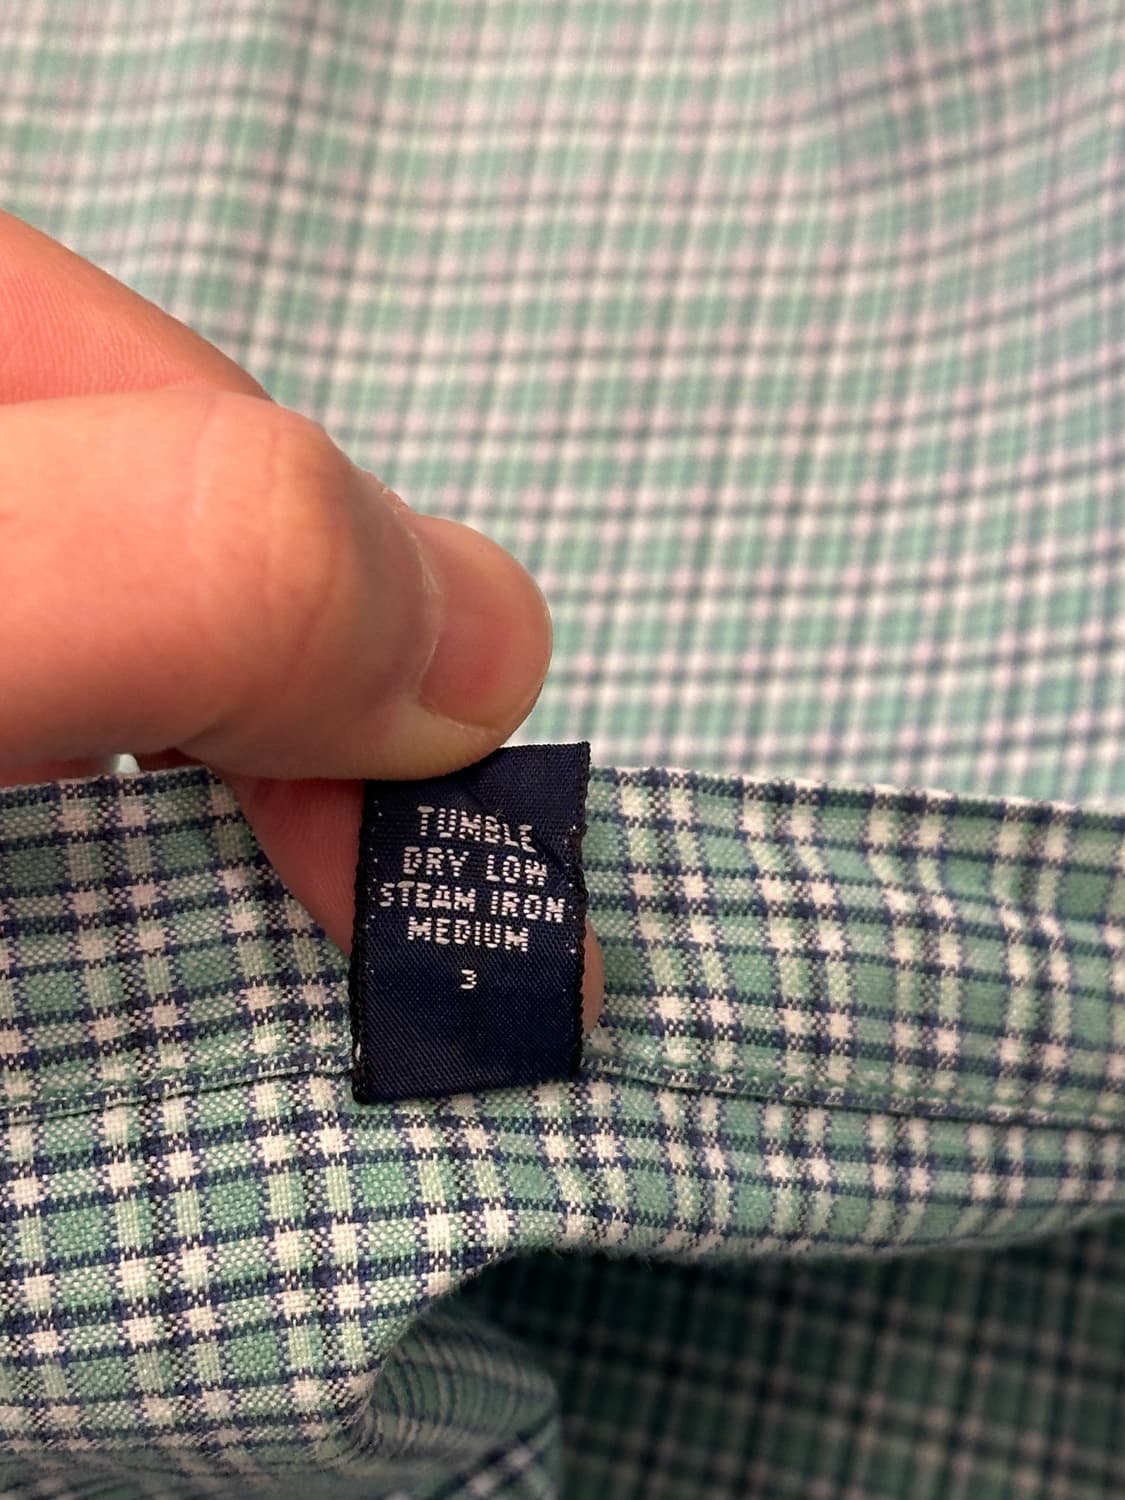 TUMBLE
DRY LOW
STEAM IRON
MEDIUM
3